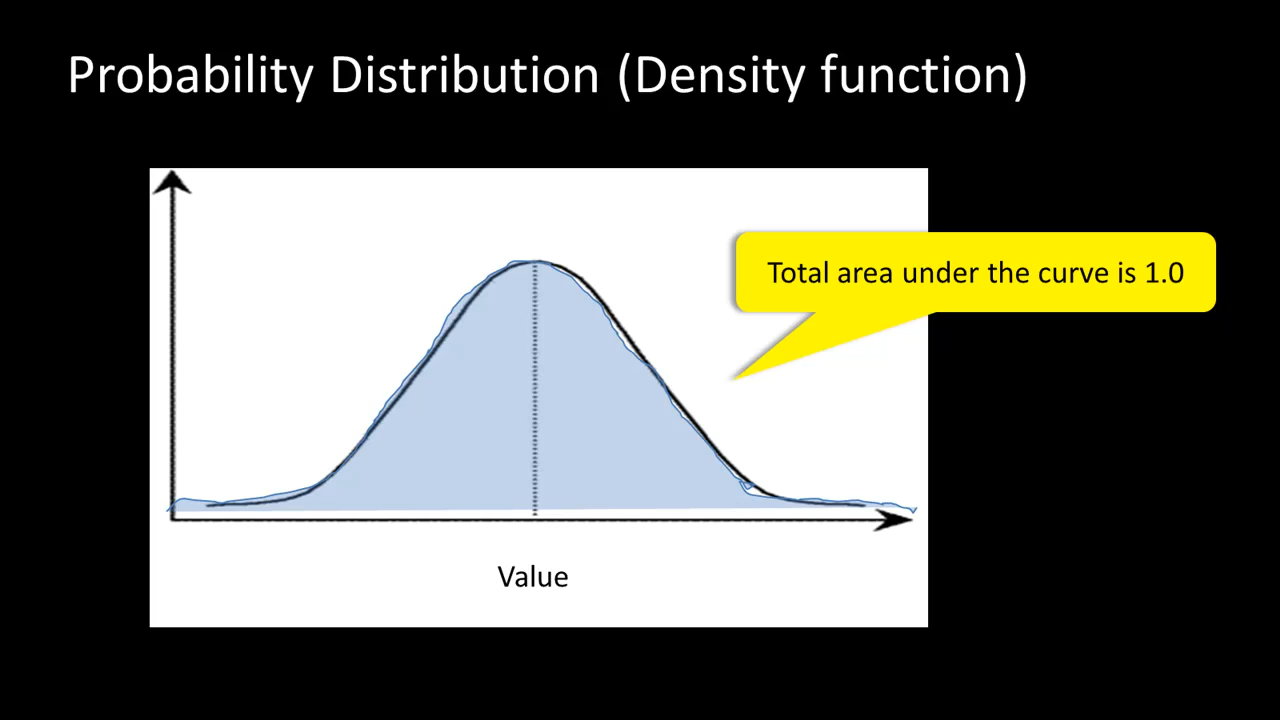 Probability Distribution (Density function)
Total area under the curve is 1.0
Value